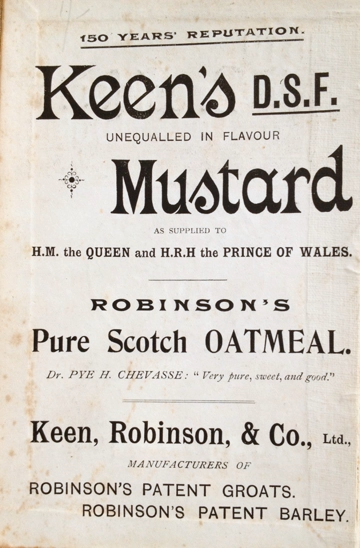 150 YEARS' REPUTATION.
Keen's D.S.F.
UNEQUALLED IN FLAVOUR
Mustard
AS SUPPLIED TO
H.M. the QUEEN and H.R.H the PRINCE OF WALES.
ROBINSON'S
Pure Scotch OATMEAL.
Dr. PYE H. CHEVASSE: "Very pure, sweet, and good."
Keen, Robinson, & Co., Ltd.,
MANUFACTURERS OF
ROBINSON'S PATENT GROATS.
ROBINSON'S PATENT BARLEY.